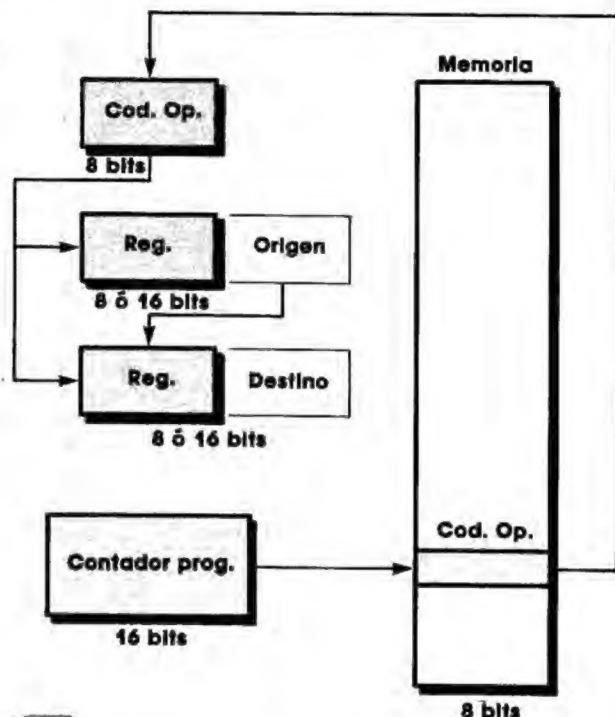 Memoria
Cod. Op.
8 bits
Reg.
Origen
8 ó 16 bits
Reg.
Destino
8 ó 16 bits
Cod. Op.
Contador prog.
16 bits
8 bits